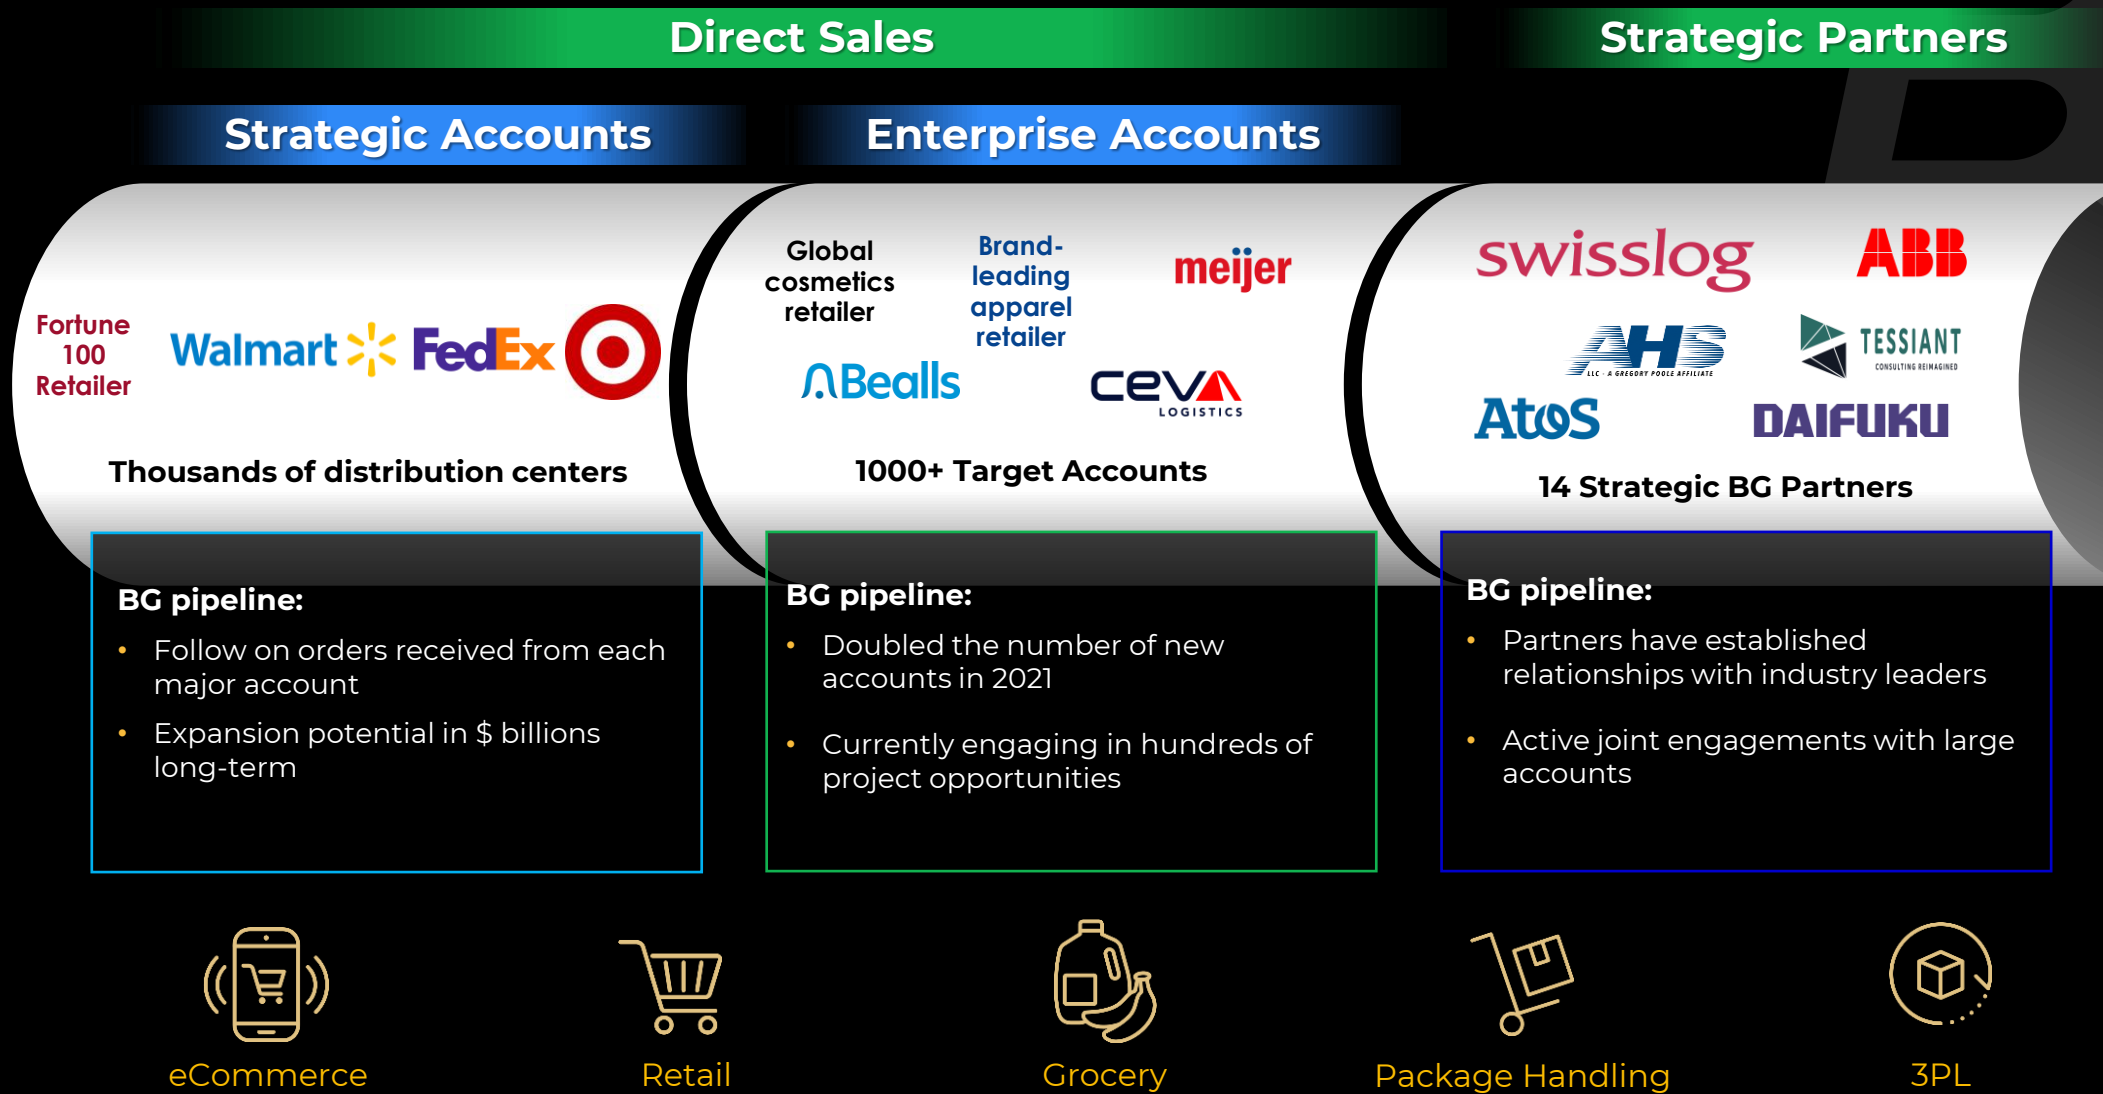 Direct Sales
Strategic Partners
Strategic Accounts
Enterprise Accounts
Fortune
100
Retailer
Walmart
FedEx
Global
cosmetics
retailer
Brand-
leading
apparel
retailer
meijer
Bealls
CEVA
LOGISTICS
swisslog
ABB
AHS
LLC - A GREGORY POOLE AFFILIATE
TESSIANT
CONSULTING REIMAGINED
Atos
DAIFUKU
Thousands of distribution centers
1000+ Target Accounts
14 Strategic BG Partners
BG pipeline:
• Follow on orders received from each
major account
• Expansion potential in $ billions
long-term
BG pipeline:
• Doubled the number of new
accounts in 2021
• Currently engaging in hundreds of
project opportunities
BG pipeline:
• Partners have established
relationships with industry leaders
• Active joint engagements with large
accounts
eCommerce
Retail
Grocery
Package Handling
3PL